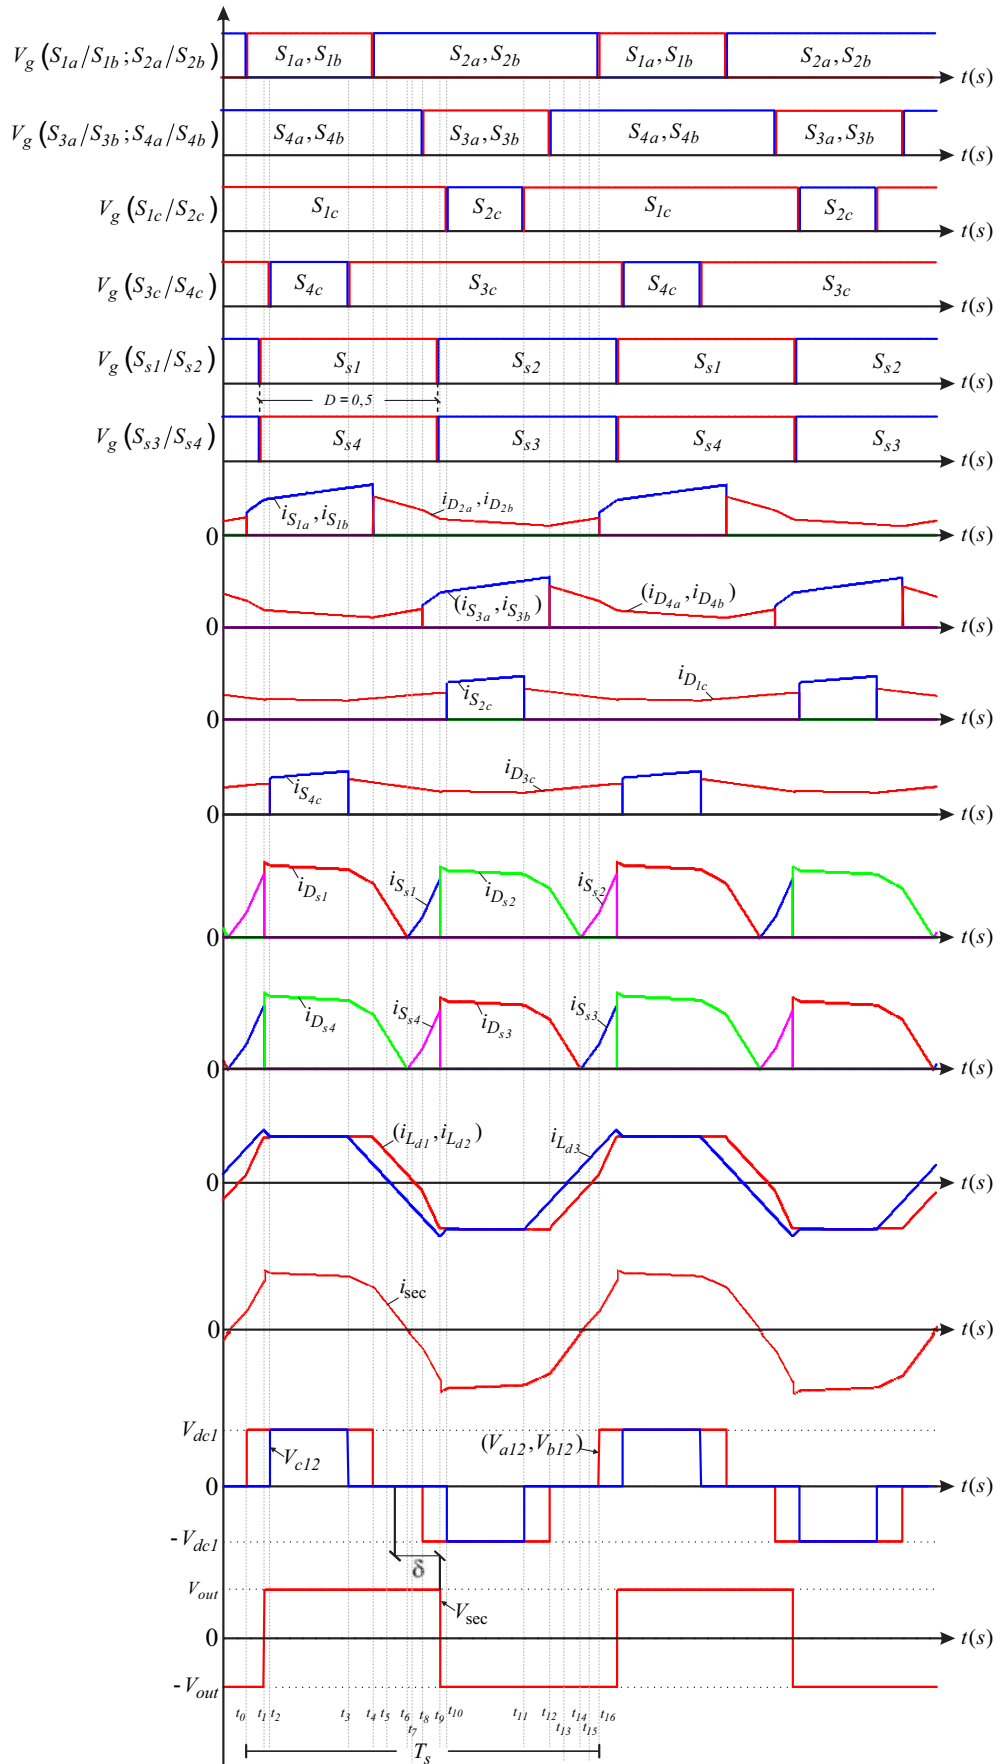 V_g (S_1a/S_1b ; S_2a/S_2b)
S_1a, S_1b
S_2a, S_2b
S_1a, S_1b
S_2a, S_2b
t(s)
V_g (S_3a/S_3b ; S_4a/S_4b)
S_4a, S_4b
S_3a, S_3b
S_4a, S_4b
S_3a, S_3b
t(s)
V_g (S_1c/S_2c)
S_1c
S_2c
S_1c
S_2c
t(s)
V_g (S_3c/S_4c)
S_4c
S_3c
S_4c
S_3c
t(s)
V_g (S_s1/S_s2)
S_s1
S_s2
S_s1
S_s2
t(s)
D = 0,5
V_g (S_s3/S_s4)
S_s4
S_s3
S_s4
S_s3
t(s)
i_S1a, i_S1b
i_D2a, i_D2b
0
t(s)
(i_S3a, i_S3b)
(i_D4a, i_D4b)
0
t(s)
i_S2c
i_D1c
0
t(s)
i_S4c
i_D3c
0
t(s)
i_Ds1
i_Ss1
i_Ds2
i_Ss2
0
t(s)
i_Ds4
i_Ss4
i_Ds3
i_Ss3
0
t(s)
(i_Ld1, i_Ld2)
i_Ld3
0
t(s)
i_sec
0
t(s)
V_dc1
V_c12
(V_a12, V_b12)
0
t(s)
-V_dc1
δ
V_out
V_sec
0
t(s)
-V_out
t_0 t_1 t_2 t_3 t_4 t_5 t_6 t_7 t_8 t_9 t_10 t_11 t_12 t_13 t_14 t_15 t_16
T_s